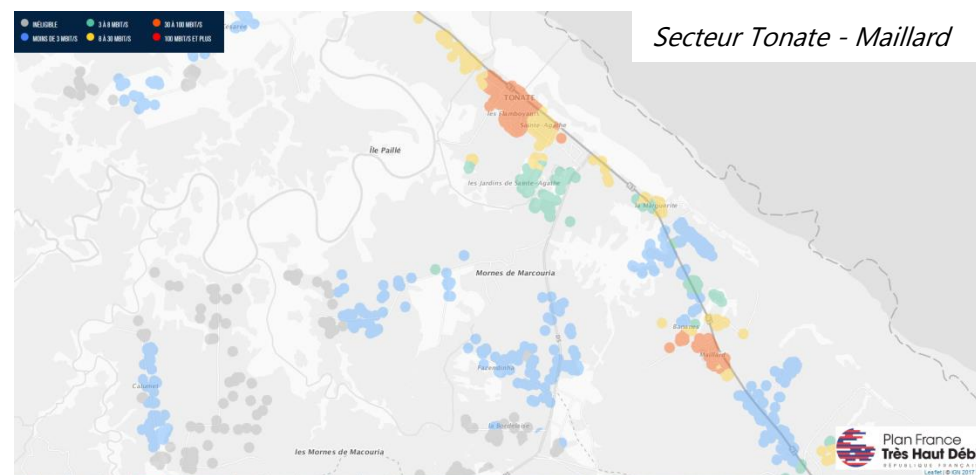 INÉLIGIBLE
3 À 8 MBIT/S
30 À 100 MBIT/S
MOINS DE 3 MBIT/S
8 À 30 MBIT/S
100 MBIT/S ET PLUS
Secteur Tonate - Maillard
TONATE
les Flamboyants
Sainte-Agathe
Île Paillé
les Jardins de Sainte-Agathe
la Marguerite
Mornes de Marcouria
Maillard
les Mornes de Macouria
Plan France
Très Haut Déb
RÉPUBLIQUE FRANÇAI
Leaflet | © IGN 2017